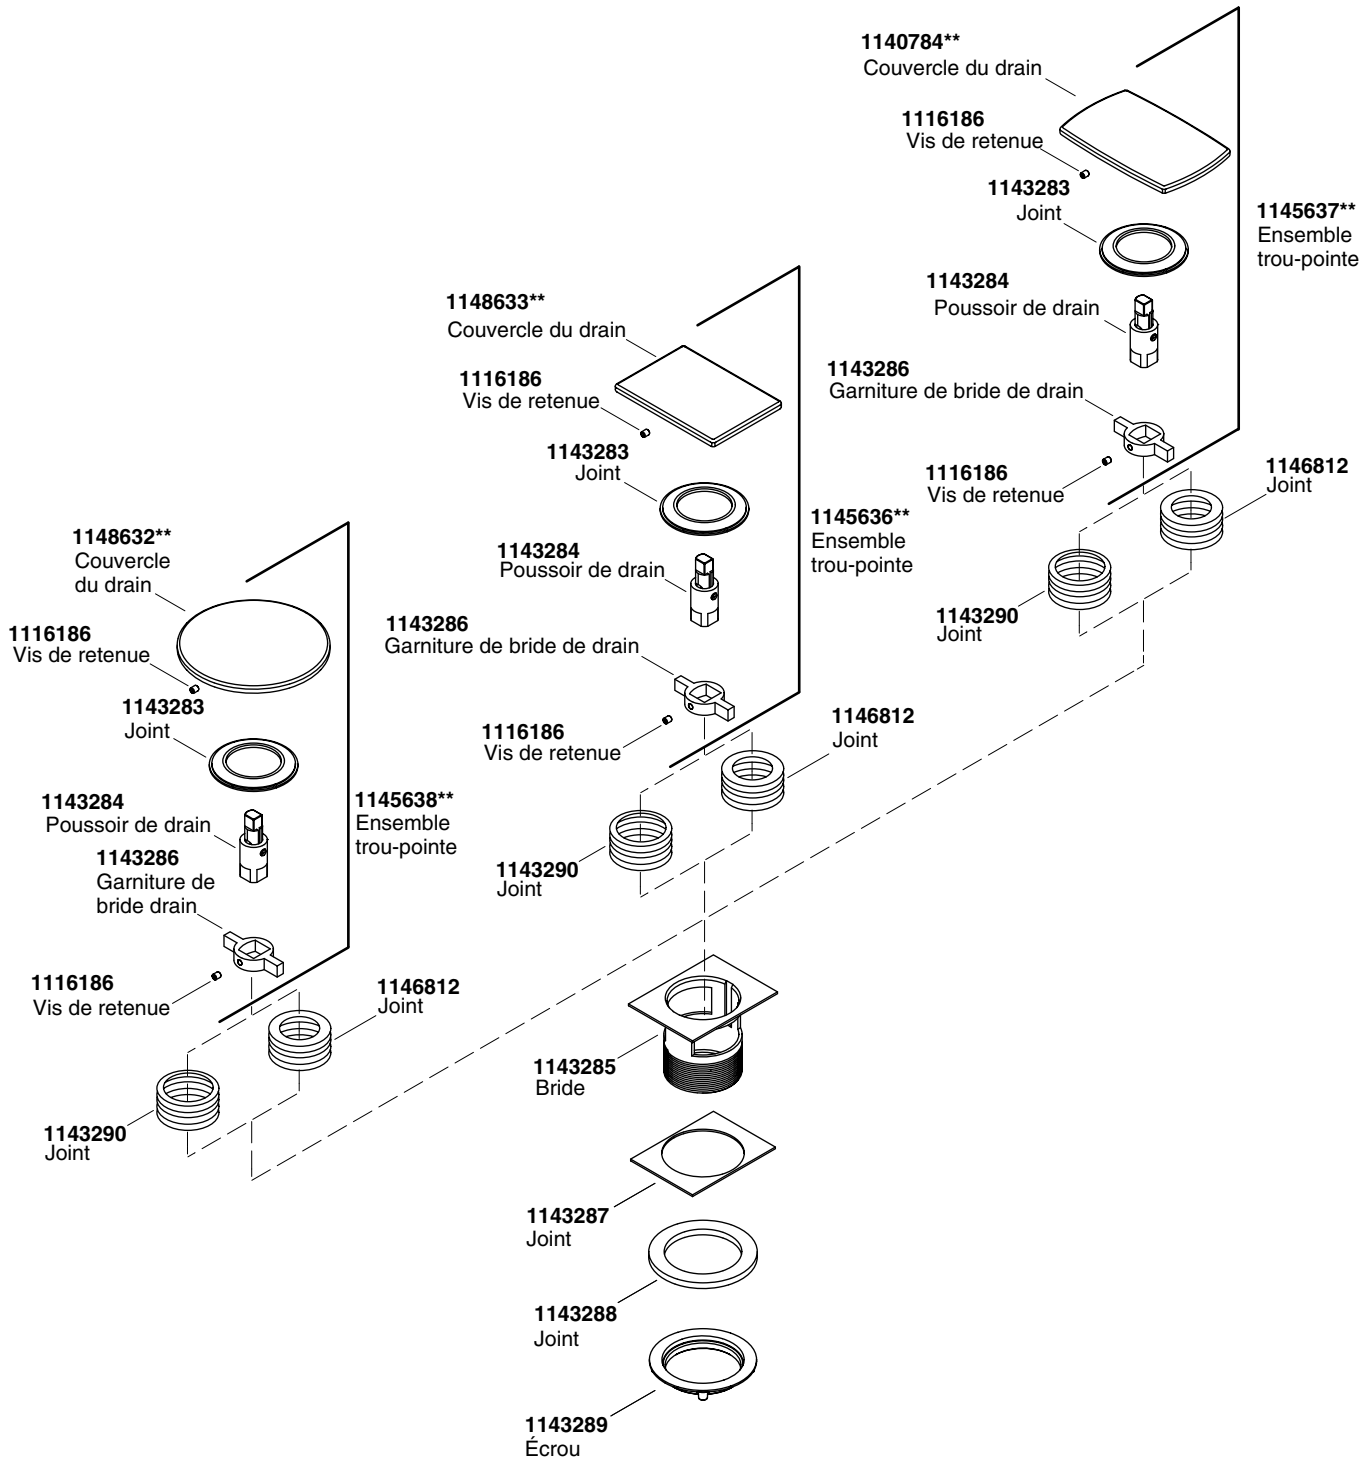 1140784**
Couvercle du drain
1116186
Vis de retenue
1143283
Joint
1145637**
Ensemble
trou-pointe
1143284
Poussoir de drain
1143286
Garniture de bride de drain
1116186
Vis de retenue
1146812
Joint
1143290
Joint
1148633**
Couvercle du drain
1116186
Vis de retenue
1143283
Joint
1145636**
Ensemble
trou-pointe
1143284
Poussoir de drain
1143286
Garniture de bride de drain
1116186
Vis de retenue
1146812
Joint
1143290
Joint
1148632**
Couvercle
du drain
1116186
Vis de retenue
1143283
Joint
1145638**
Ensemble
trou-pointe
1143284
Poussoir de drain
1143286
Garniture de
bride drain
1116186
Vis de retenue
1146812
Joint
1143290
Joint
1143285
Bride
1143287
Joint
1143288
Joint
1143289
Écrou